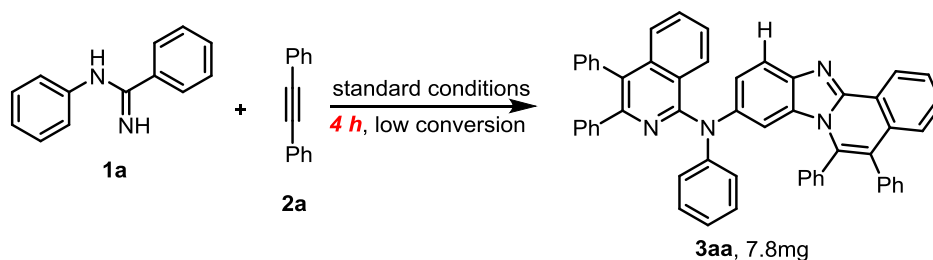 H
N
NH
1a
+
Ph
Ph
2a
standard conditions
4 h, low conversion
Ph
Ph
N
N
H
N
N
Ph
Ph
3aa, 7.8mg